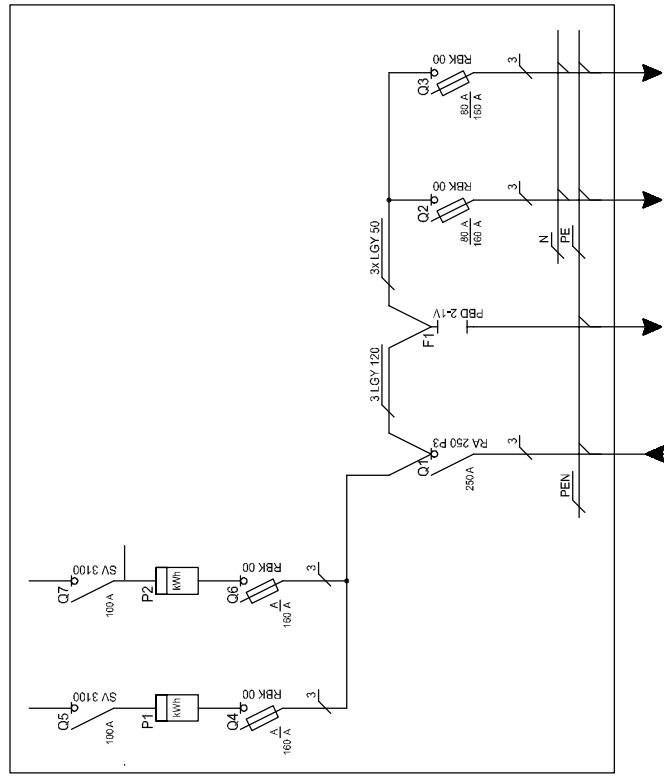 Q3
RBK 00
80 A
160 A
3
Q2
RBK 00
80 A
160 A
3
N
PE
3x LGY 50
F1
PBD 2-1V
3 LGY 120
Q1
RA 250 P3
250 A
3
PEN
Q7
SV 3100
100 A
P2
kWh
Q6
RBK 00
A
160 A
3
Q5
SV 3100
100 A
P1
kWh
Q4
RBK 00
A
160 A
3